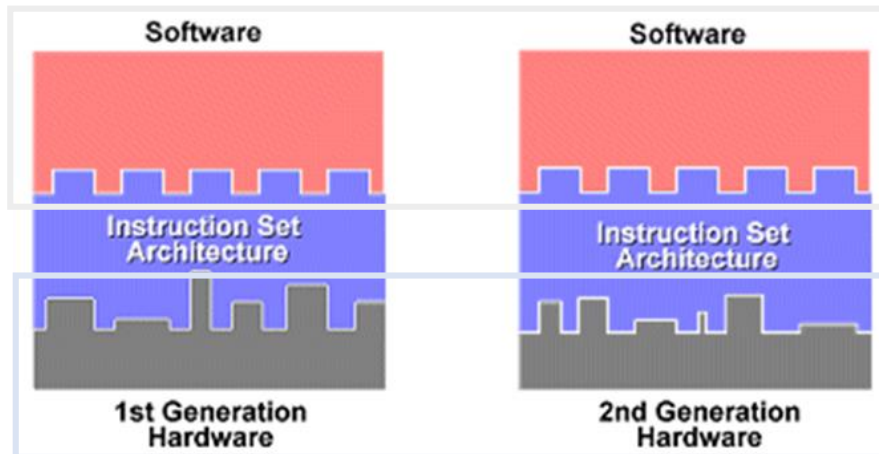 Software
Instruction Set
Architecture
1st Generation
Hardware
Software
Instruction Set
Architecture
2nd Generation
Hardware